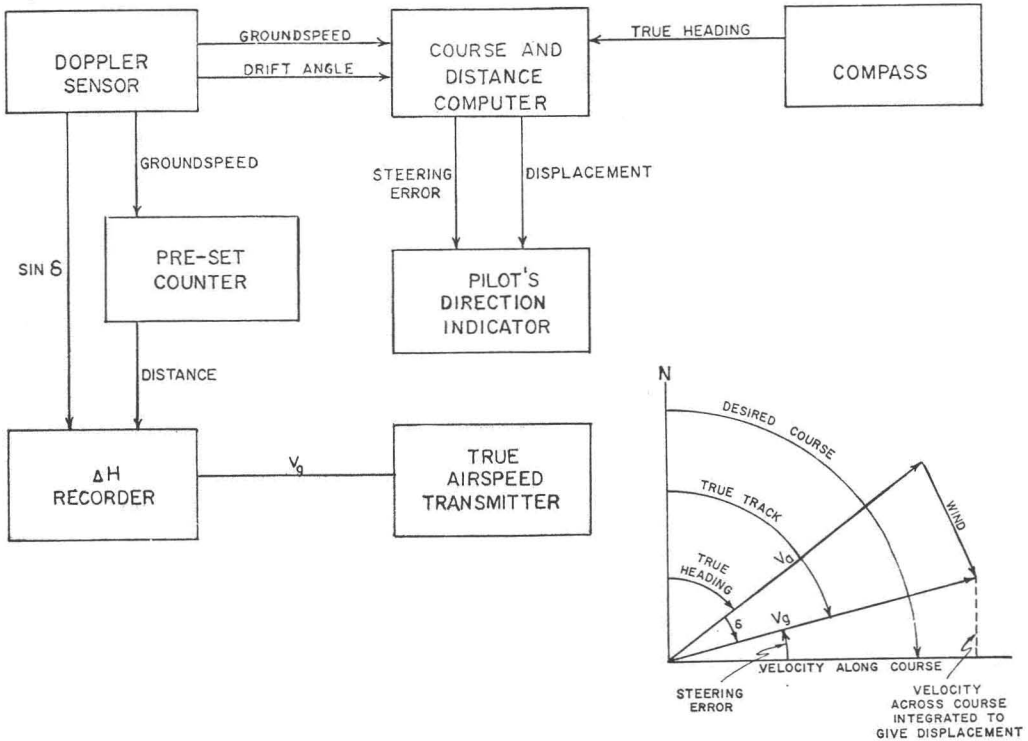 DOPPLER
SENSOR
GROUNDSPEED
DRIFT ANGLE
COURSE AND
DISTANCE
COMPUTER
TRUE HEADING
COMPASS
GROUNDSPEED
STEERING
ERROR
DISPLACEMENT
SIN δ
PRE-SET
COUNTER
PILOT'S
DIRECTION
INDICATOR
DISTANCE
ΔH
RECORDER
Vg
TRUE
AIRSPEED
TRANSMITTER
N
DESIRED COURSE
TRUE TRACK
TRUE
HEADING
Va
WIND
δ
Vg
VELOCITY ALONG COURSE
STEERING
ERROR
VELOCITY
ACROSS COURSE
INTEGRATED TO
GIVE DISPLACEMENT